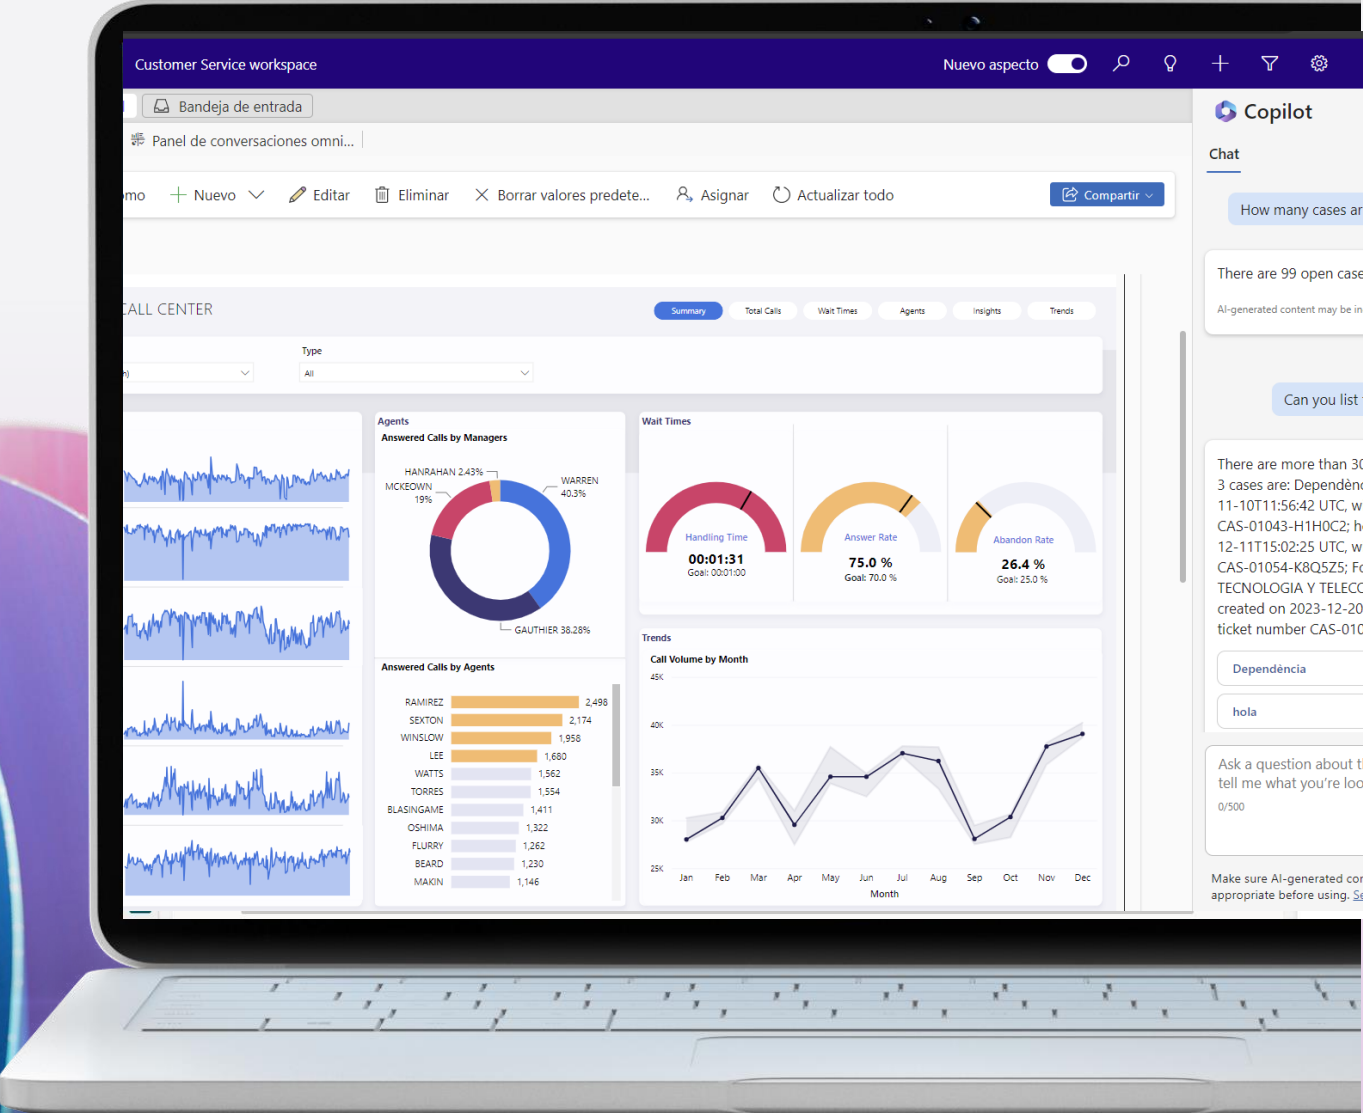 Customer Service workspace
Nuevo aspecto
Bandeja de entrada
Panel de conversaciones omni...
Nuevo
Editar
Eliminar
Borrar valores predete...
Asignar
Actualizar todo
Compartir
CALL CENTER
Summary
Total Calls
Wait Times
Agents
Insights
Trends
Type
All
Agents
Answered Calls by Managers
HANRAHAN 2.43%
MCKEOWN
19%
WARREN
40.3%
GAUTHIER 38.28%
Answered Calls by Agents
RAMIREZ 2,498
SEXTON 2,174
WINSLOW 1,958
LEE 1,680
WATTS 1,562
TORRES 1,554
BLASINGAME 1,411
OSHIMA 1,322
FLURRY 1,262
BEARD 1,230
MAKIN 1,146
Wait Times
Handling Time
00:01:31
Goal: 00:01:00
Answer Rate
75.0 %
Goal: 70.0 %
Abandon Rate
26.4 %
Goal: 25.0 %
Trends
Call Volume by Month
45K
40K
35K
30K
25K
Jan Feb Mar Apr May Jun Jul Aug Sep Oct Nov Dec
Month
Copilot
Chat
How many cases ar
There are 99 open case
AI-generated content may be in
Can you list
There are more than 30
3 cases are: Dependènc
11-10T11:56:42 UTC, w
CAS-01043-H1H0C2; h
12-11T15:02:25 UTC, w
CAS-01054-K8Q5Z5; Fo
TECNOLOGIA Y TELECO
created on 2023-12-20
ticket number CAS-010
Dependència
hola
Ask a question about t
tell me what you're loo
0/500
Make sure AI-generated cor
appropriate before using. Se